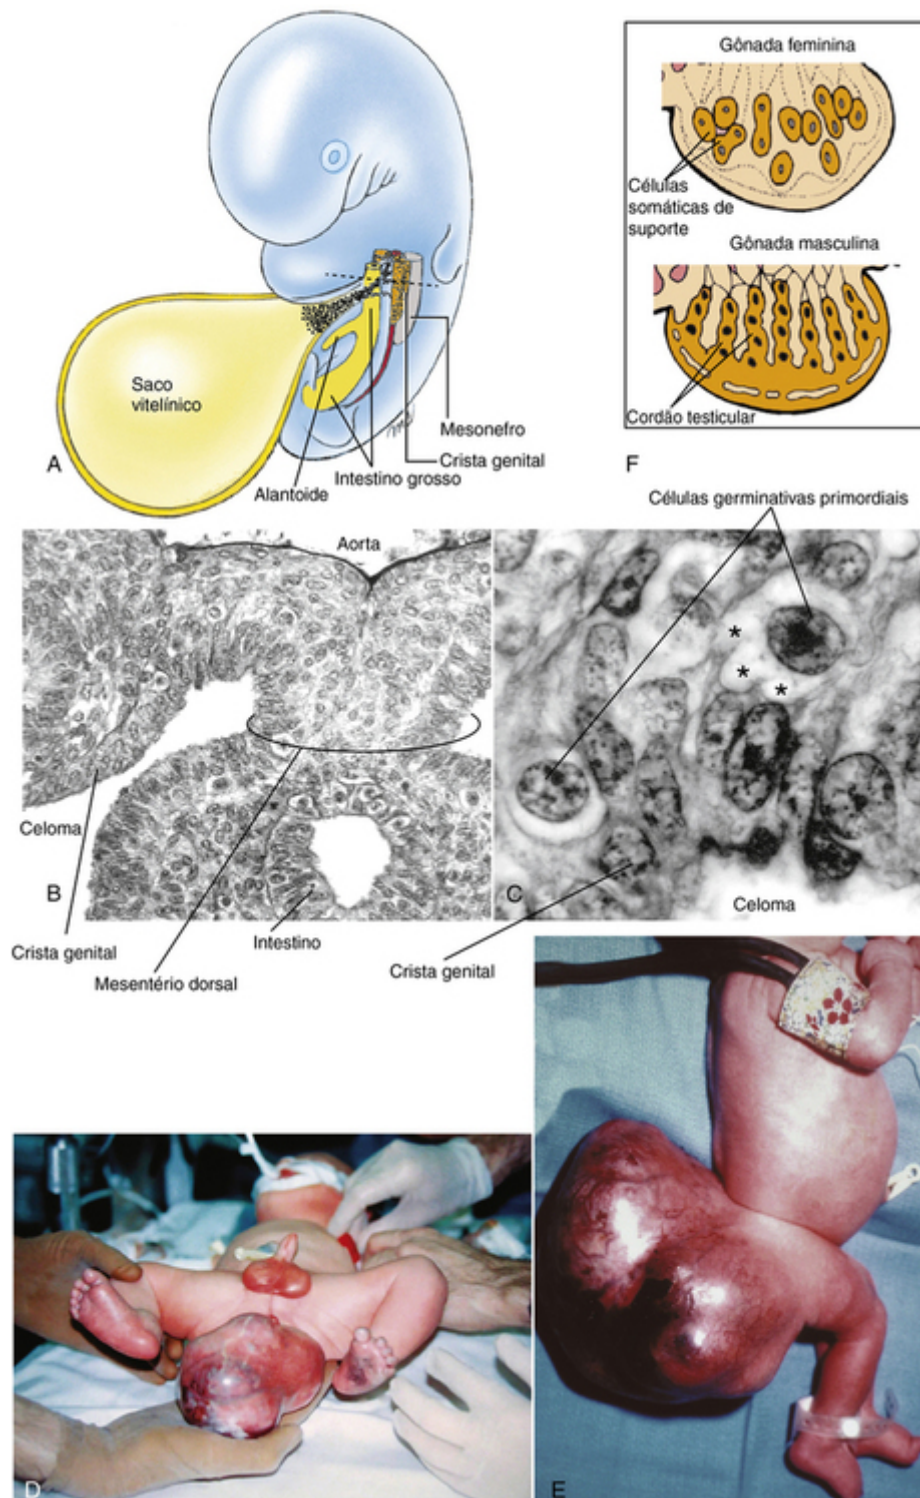 Gônada feminina
Células
somáticas de
suporte
Gônada masculina
Cordão testicular
F
Saco
vitelínico
A
Mesonefro
Crista genital
Intestino grosso
Alantoide
Células germinativas primordiais
Aorta
Celoma
B
Intestino
Crista genital
Mesentério dorsal
*
*
*
C
Celoma
Crista genital
D
E